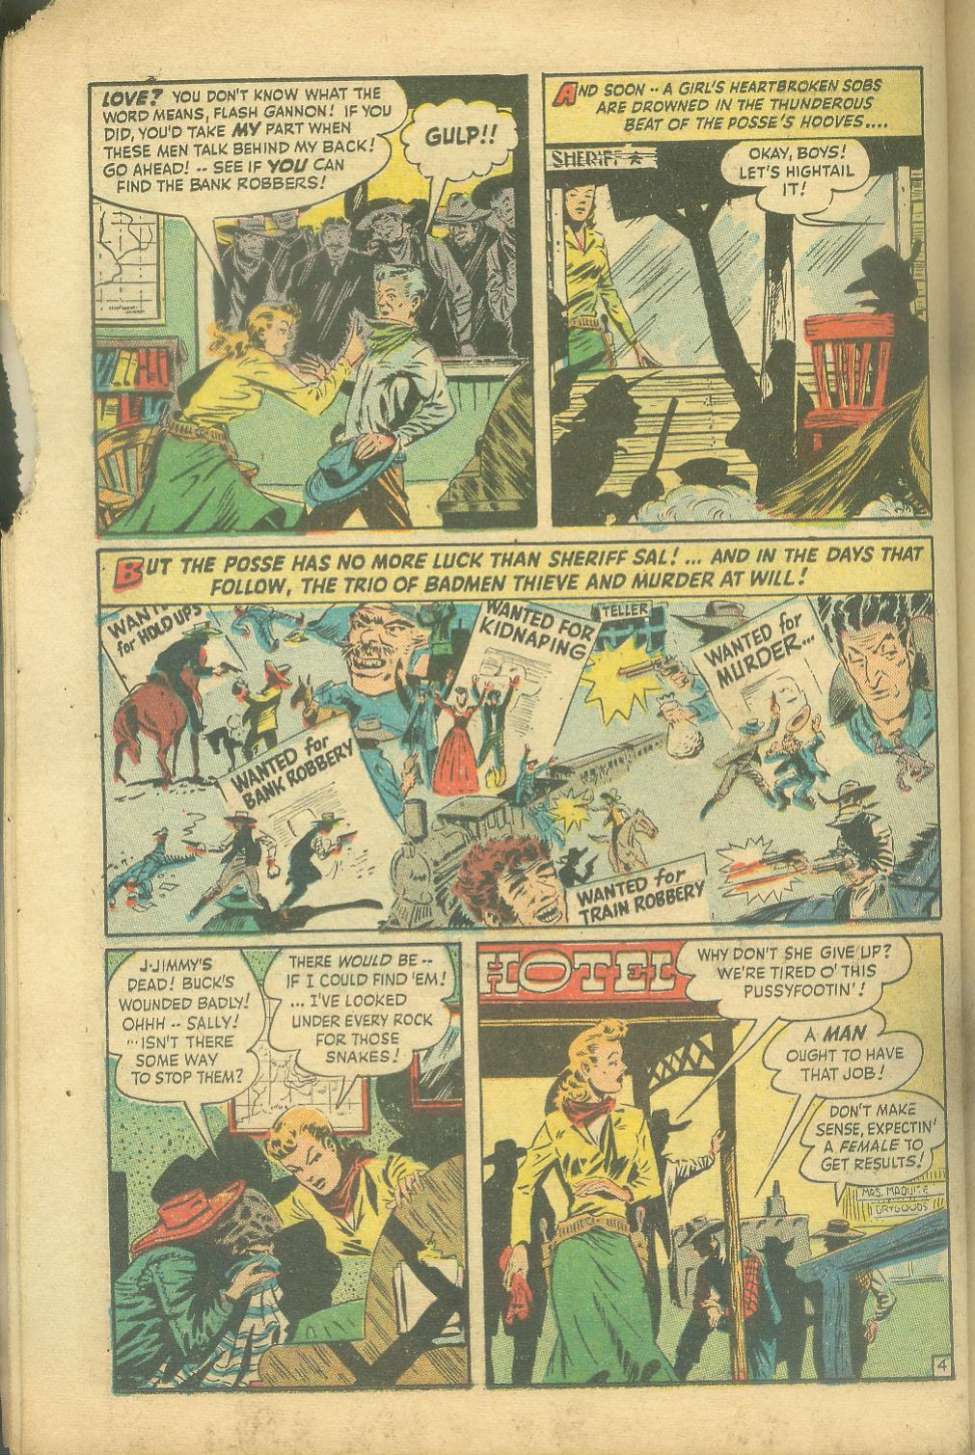 LOVE? YOU DON'T KNOW WHAT THE
WORD MEANS, FLASH GANNON! IF YOU
DID, YOU'D TAKE MY PART WHEN
THESE MEN TALK BEHIND MY BACK!
GO AHEAD! -- SEE IF YOU CAN
FIND THE BANK ROBBERS!
GULP!!
AND SOON -- A GIRL'S HEARTBROKEN SOBS
ARE DROWNED IN THE THUNDEROUS
BEAT OF THE POSSE'S HOOVES....
SHERIFF
OKAY, BOYS!
LET'S HIGHTAIL
IT!
BUT THE POSSE HAS NO MORE LUCK THAN SHERIFF SAL! ... AND IN THE DAYS THAT
FOLLOW, THE TRIO OF BADMEN THIEVE AND MURDER AT WILL!
WANT
for HOLD UPS
WANTED for
KIDNAPING
TELLER
WANTED for
MURDER...
WANTED for
BANK ROBBERY
WANTED for
TRAIN ROBBERY
J-JIMMY'S
DEAD! BUCK'S
WOUNDED BADLY!
OHHH -- SALLY!
...ISN'T THERE
SOME WAY
TO STOP THEM?
THERE WOULD BE --
IF I COULD FIND 'EM!
...I'VE LOOKED
UNDER EVERY ROCK
FOR THOSE
SNAKES!
HOTEL
WHY DON'T SHE GIVE UP?
WE'RE TIRED O' THIS
PUSSYFOOTIN'!
A MAN
OUGHT TO HAVE
THAT JOB!
DON'T MAKE
SENSE, EXPECTIN'
A FEMALE TO
GET RESULTS!
DRYGOODS
4